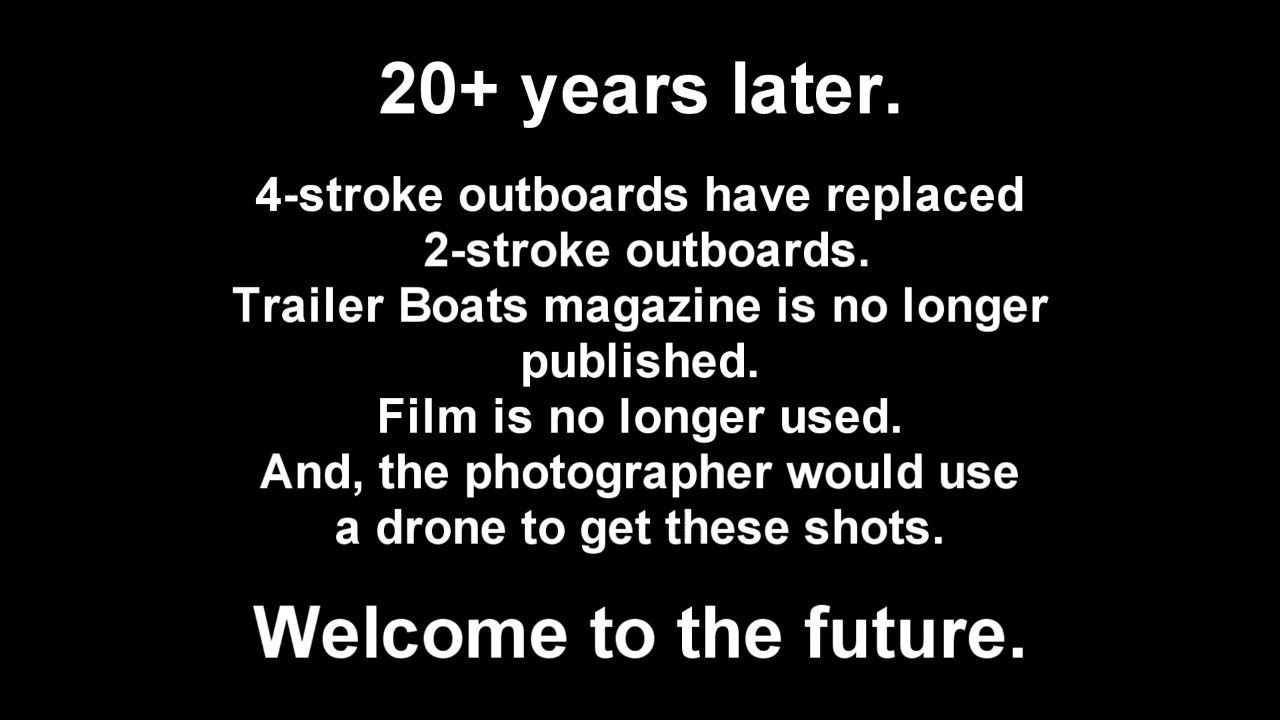 20+ years later.
4-stroke outboards have replaced
2-stroke outboards.
Trailer Boats magazine is no longer
published.
Film is no longer used.
And, the photographer would use
a drone to get these shots.
Welcome to the future.